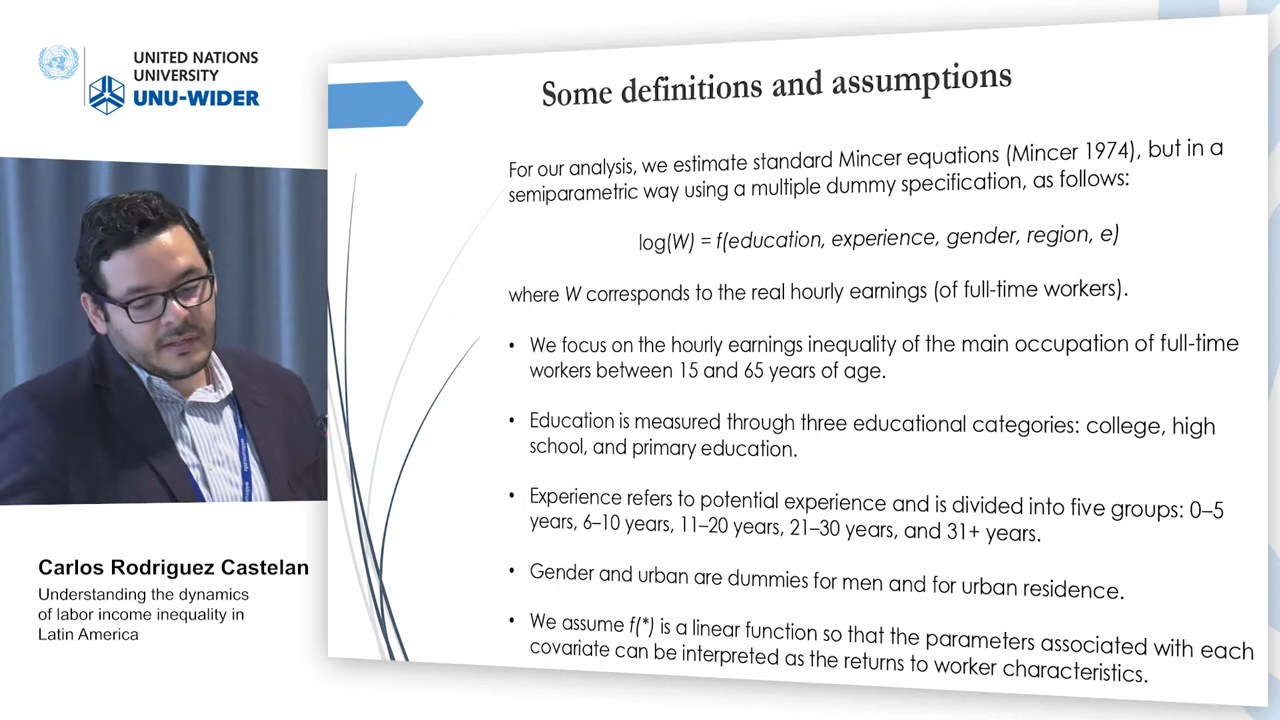 UNITED NATIONS
UNIVERSITY
UNU-WIDER
Some definitions and assumptions
For our analysis, we estimate standard Mincer equations (Mincer 1974), but in a
semiparametric way using a multiple dummy specification, as follows:
log(W) = f(education, experience, gender, region, e)
where W corresponds to the real hourly earnings (of full-time workers).
• We focus on the hourly earnings inequality of the main occupation of full-time
workers between 15 and 65 years of age.
• Education is measured through three educational categories: college, high
school, and primary education.
• Experience refers to potential experience and is divided into five groups: 0–5
years, 6–10 years, 11–20 years, 21–30 years, and 31+ years.
• Gender and urban are dummies for men and for urban residence.
• We assume f(*) is a linear function so that the parameters associated with each
covariate can be interpreted as the returns to worker characteristics.
Carlos Rodriguez Castelan
Understanding the dynamics
of labor income inequality in
Latin America